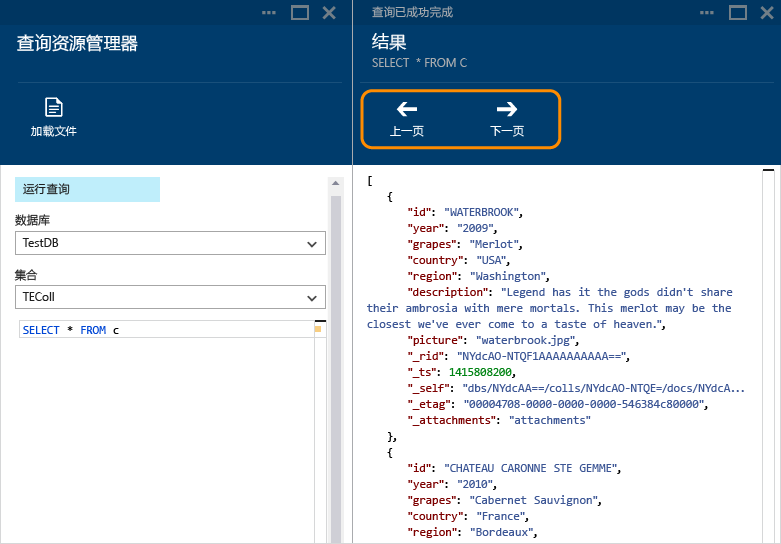 查询资源管理器
加载文件
运行查询
数据库
TestDB
集合
TEColl
SELECT * FROM c
查询已成功完成
结果
SELECT * FROM C
上一页 下一页
[
{
"id": "WATERBROOK",
"year": "2009",
"grapes": "Merlot",
"country": "USA",
"region": "Washington",
"description": "Legend has it the gods didn't share
their ambrosia with mere mortals. This merlot may be the
closest we've ever come to a taste of heaven.",
"picture": "waterbrook.jpg",
"_rid": "NYdcAO-NTQF1AAAAAAAAAA==",
"_ts": 1415808200,
"_self": "dbs/NYdcAA==/colls/NYdcAO-NTQE=/docs/NYdcA...
"_etag": "00004708-0000-0000-0000-546384c80000",
"_attachments": "attachments"
},
{
"id": "CHATEAU CARONNE STE GEMME",
"year": "2010",
"grapes": "Cabernet Sauvignon",
"country": "France",
"region": "Bordeaux",